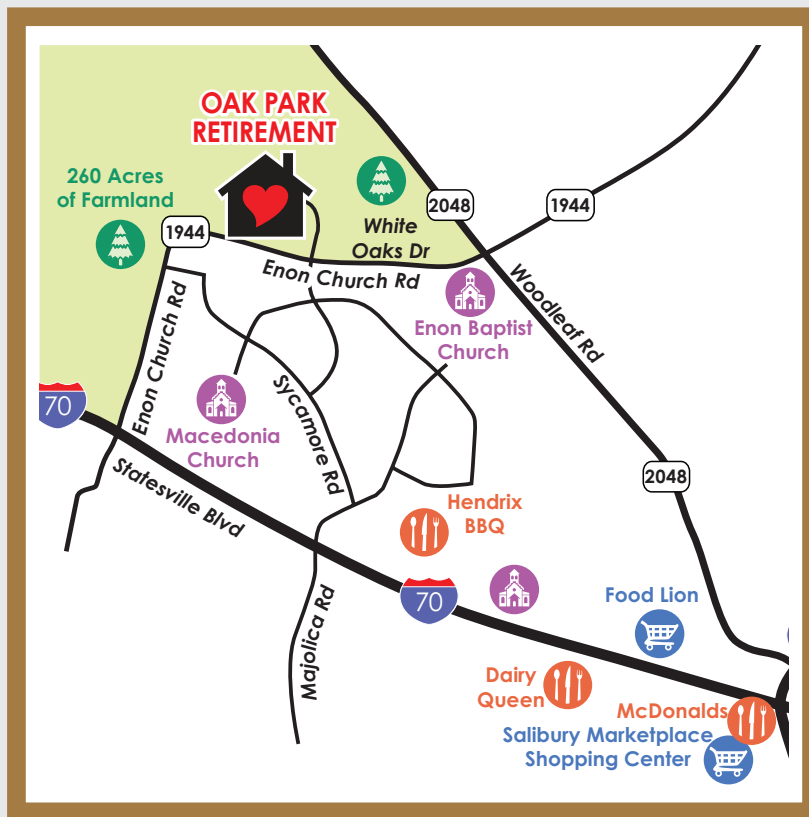 OAK PARK
RETIREMENT
260 Acres
of Farmland
1944
2048
1944
White
Oaks Dr
Enon Church Rd
Woodleaf Rd
Enon Baptist
Church
Enon Church Rd
70
Sycamore Rd
Macedonia
Church
Statesville Blvd
2048
Hendrix
BBQ
70
Majolica Rd
Food Lion
Dairy
Queen
McDonalds
Salibury Marketplace
Shopping Center